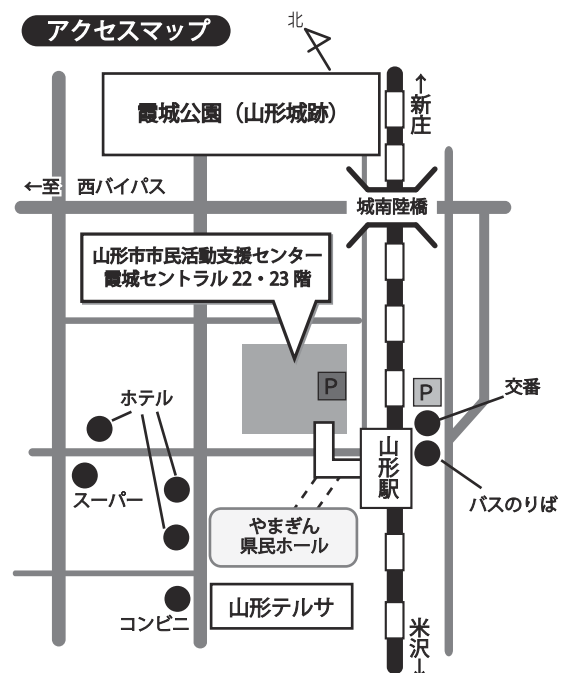 アクセスマップ
北
霞城公園（山形城跡）
↑
新
庄
←至 西バイパス
城南陸橋
山形市市民活動支援センター
霞城セントラル 22・23 階
P
P
交番
ホテル
山
形
駅
スーパー
バスのりば
やまぎん
県民ホール
山形テルサ
コンビニ
米
沢
↓